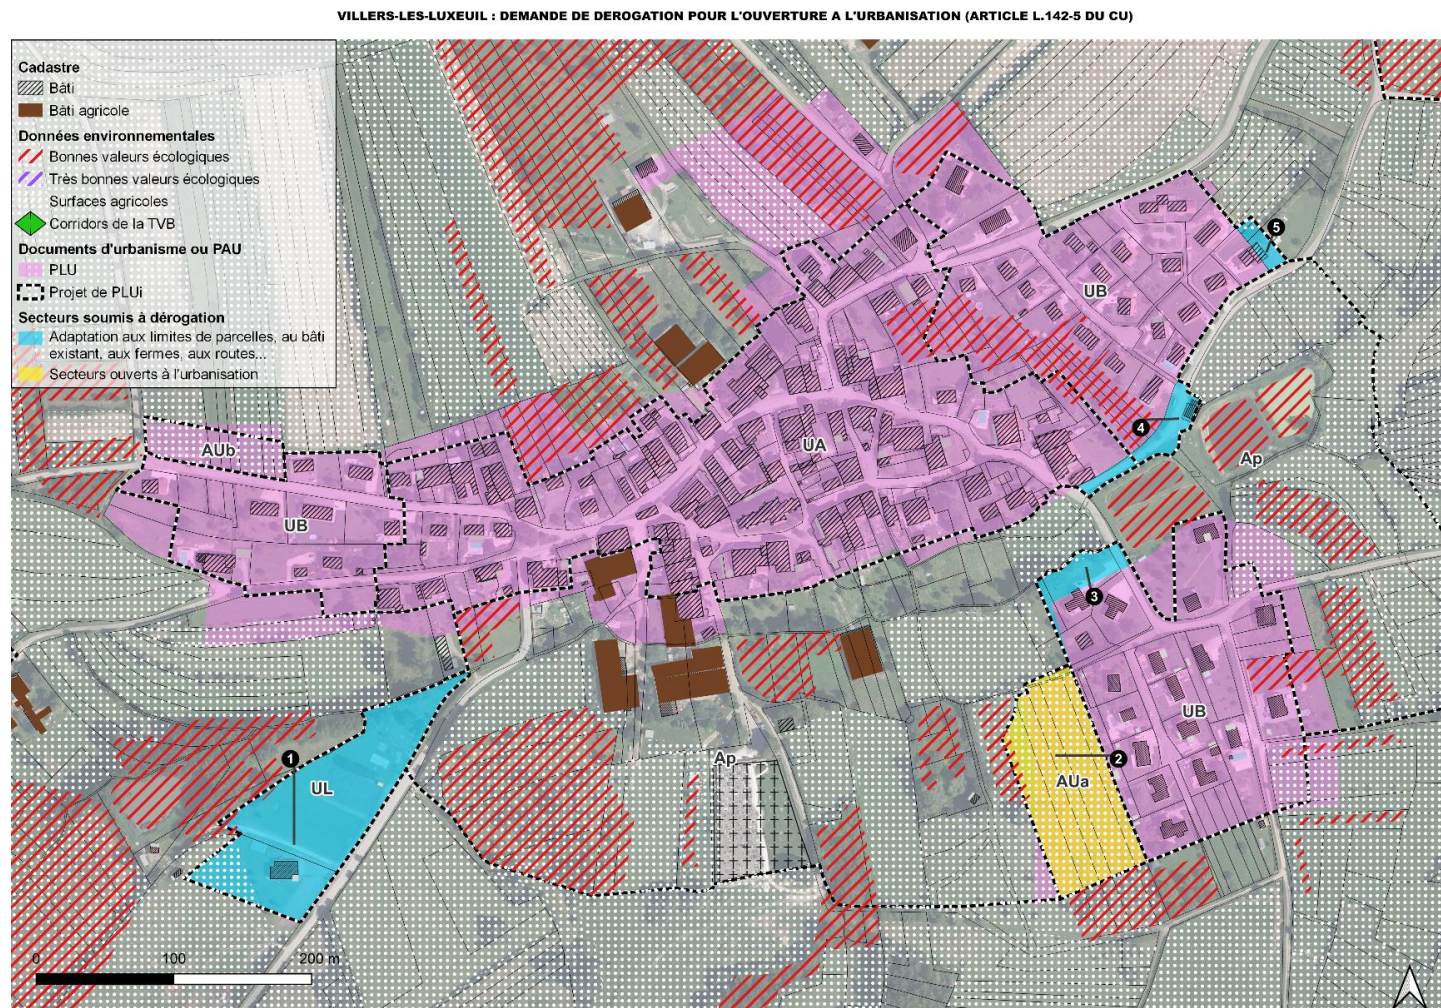 VILLERS-LES-LUXEUIL : DEMANDE DE DEROGATION POUR L'OUVERTURE A L'URBANISATION (ARTICLE L.142-5 DU CU)
Cadastre
Bâti
Bâti agricole
Données environnementales
Bonnes valeurs écologiques
Très bonnes valeurs écologiques
Surfaces agricoles
Corridors de la TVB
Documents d'urbanisme ou PAU
PLU
Projet de PLUi
Secteurs soumis à dérogation
Adaptation aux limites de parcelles, au bâti
existant, aux fermes, aux routes...
Secteurs ouverts à l'urbanisation
5
UB
4
UA
AUb
Ap
UB
3
UB
1
Ap
2
UL
AUa
0
100
200 m